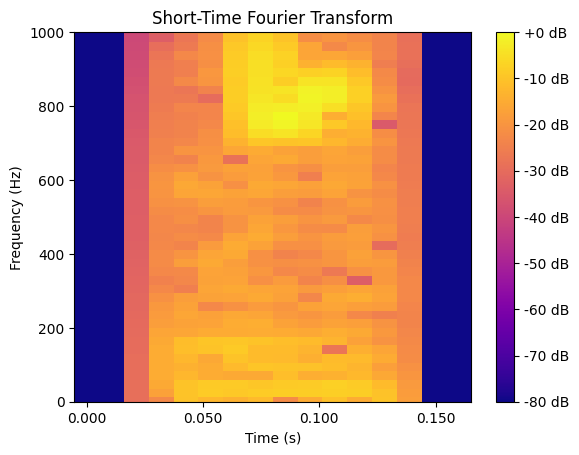 Short-Time Fourier Transform
Frequency (Hz)
1000
800
600
400
200
0
0.000
0.050
0.100
0.150
Time (s)
+0 dB
-10 dB
-20 dB
-30 dB
-40 dB
-50 dB
-60 dB
-70 dB
-80 dB